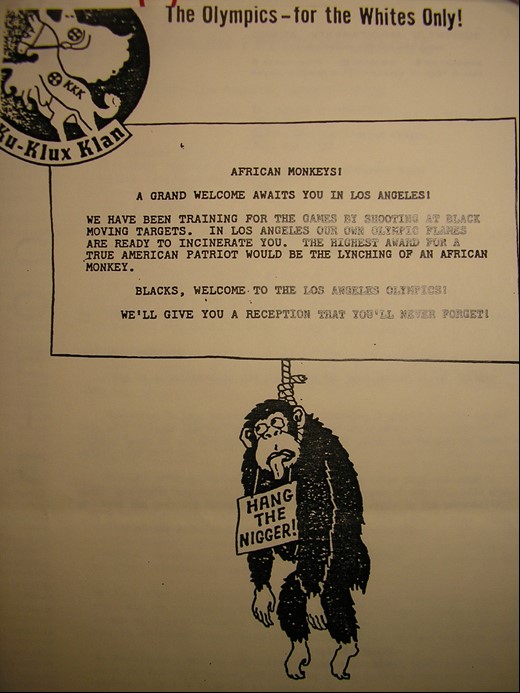 The Olympics – for the Whites Only!
KKK
Ku-Klux Klan
AFRICAN MONKEYS!
A GRAND WELCOME AWAITS YOU IN LOS ANGELES!
WE HAVE BEEN TRAINING FOR THE GAMES BY SHOOTING AT BLACK
MOVING TARGETS. IN LOS ANGELES OUR OWN OLYMPIC FLAMES
ARE READY TO INCINERATE YOU. THE HIGHEST AWARD FOR A
TRUE AMERICAN PATRIOT WOULD BE THE LYNCHING OF AN AFRICAN
MONKEY.
BLACKS, WELCOME TO THE LOS ANGELES OLYMPICS!
WE'LL GIVE YOU A RECEPTION THAT YOU'LL NEVER FORGET!
HANG
THE
NIGGER!